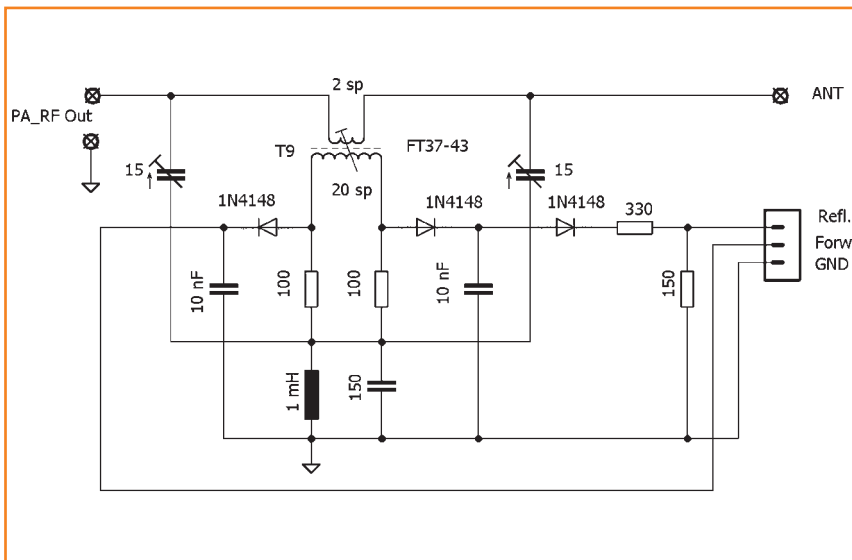 2 sp
ANT
PA_RF Out
T9
FT37-43
15
15
20 sp
1N4148
1N4148
1N4148
330
Refl.
Forw
GND
10 nF
100
100
10 nF
150
1 mH
150